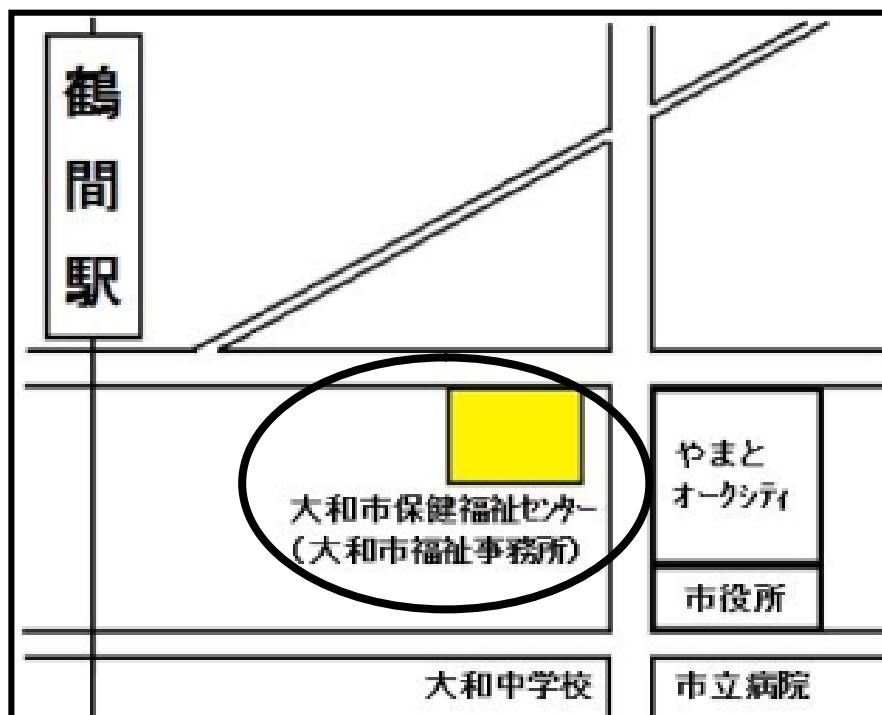 鶴間駅
やまと
オークシティ
大和市保健福祉センター
（大和市福祉事務所）
市役所
大和中学校
市立病院